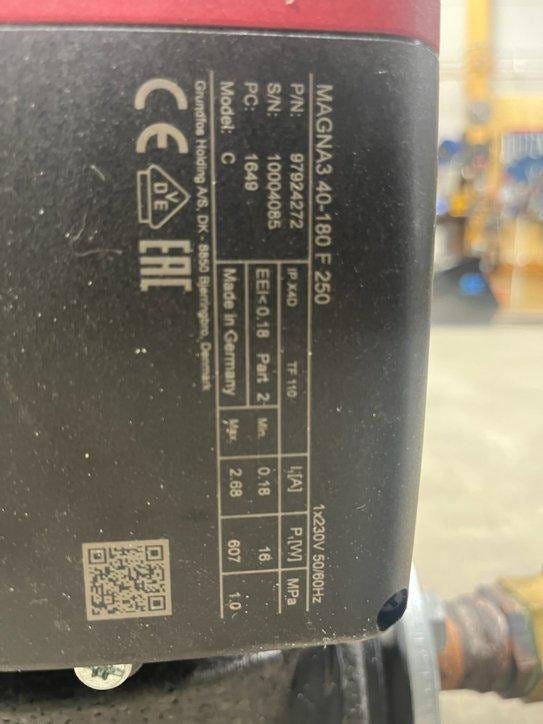 MAGNA3 40-180 F 250 1x230V 50/60Hz
P/N: 97924272 IP X4D TF 110 I₁[A] P₁[W] MPa
S/N: 10004085 EEI<0.18 Part 2 Min. 0.18 16
PC: 1649 Made in Germany Max. 2.68 607 1.0
Model: C
Grundfos Holding A/S, DK - 8850 Bjerringbro, Denmark
CE VDE EAC